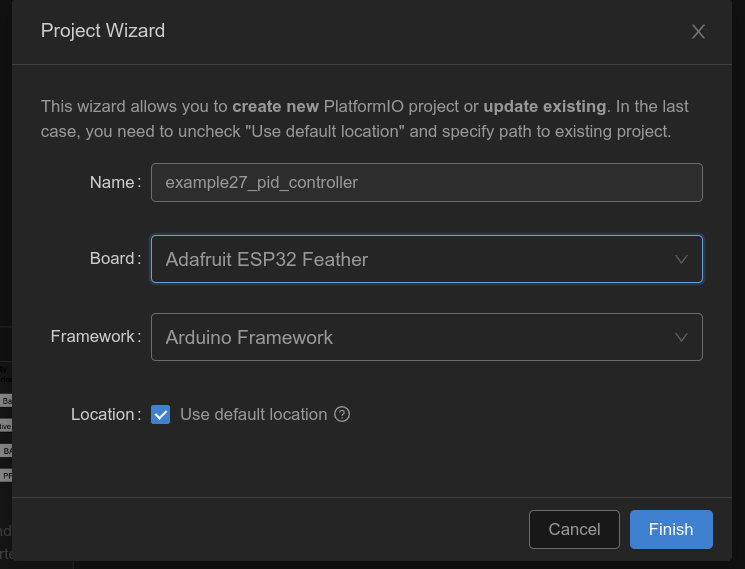 Project Wizard
This wizard allows you to create new PlatformIO project or update existing. In the last
case, you need to uncheck "Use default location" and specify path to existing project.
Name: example27_pid_controller
Board: Adafruit ESP32 Feather
Framework: Arduino Framework
Location: Use default location
Cancel Finish